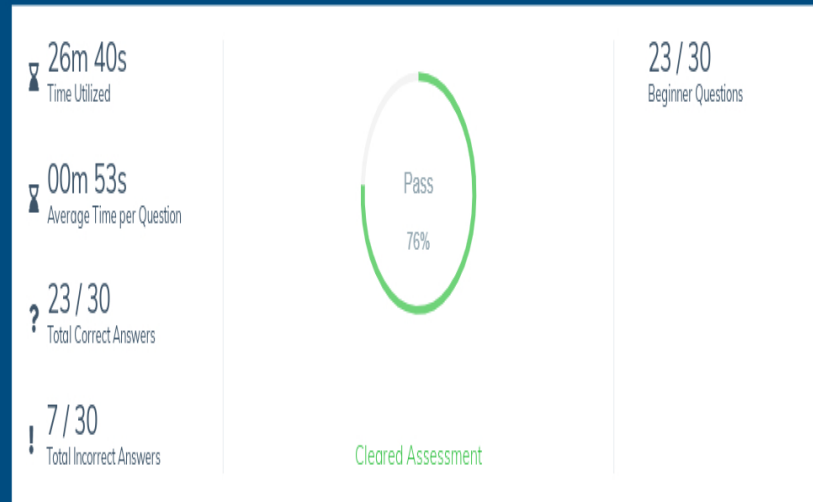 26m 40s
Time Utilized
00m 53s
Average Time per Question
23 / 30
Total Correct Answers
7 / 30
Total Incorrect Answers
Pass
76%
Cleared Assessment
23 / 30
Beginner Questions